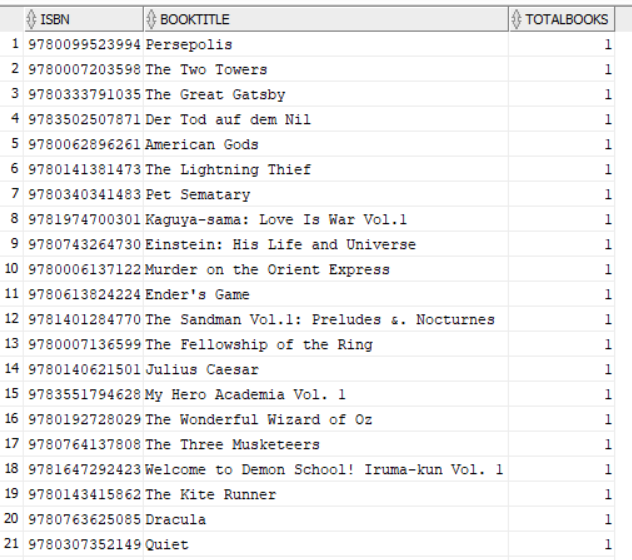 ISBN BOOKTITLE TOTALBOOKS
1 9780099523994 Persepolis 1
2 9780007203598 The Two Towers 1
3 9780333791035 The Great Gatsby 1
4 9783502507871 Der Tod auf dem Nil 1
5 9780062896261 American Gods 1
6 9780141381473 The Lightning Thief 1
7 9780340341483 Pet Sematary 1
8 9781974700301 Kaguya-sama: Love Is War Vol.1 1
9 9780743264730 Einstein: His Life and Universe 1
10 9780006137122 Murder on the Orient Express 1
11 9780613824224 Ender's Game 1
12 9781401284770 The Sandman Vol.1: Preludes &. Nocturnes 1
13 9780007136599 The Fellowship of the Ring 1
14 9780140621501 Julius Caesar 1
15 9783551794628 My Hero Academia Vol. 1 1
16 9780192728029 The Wonderful Wizard of Oz 1
17 9780764137808 The Three Musketeers 1
18 9781647292423 Welcome to Demon School! Iruma-kun Vol. 1 1
19 9780143415862 The Kite Runner 1
20 9780763625085 Dracula 1
21 9780307352149 Quiet 1